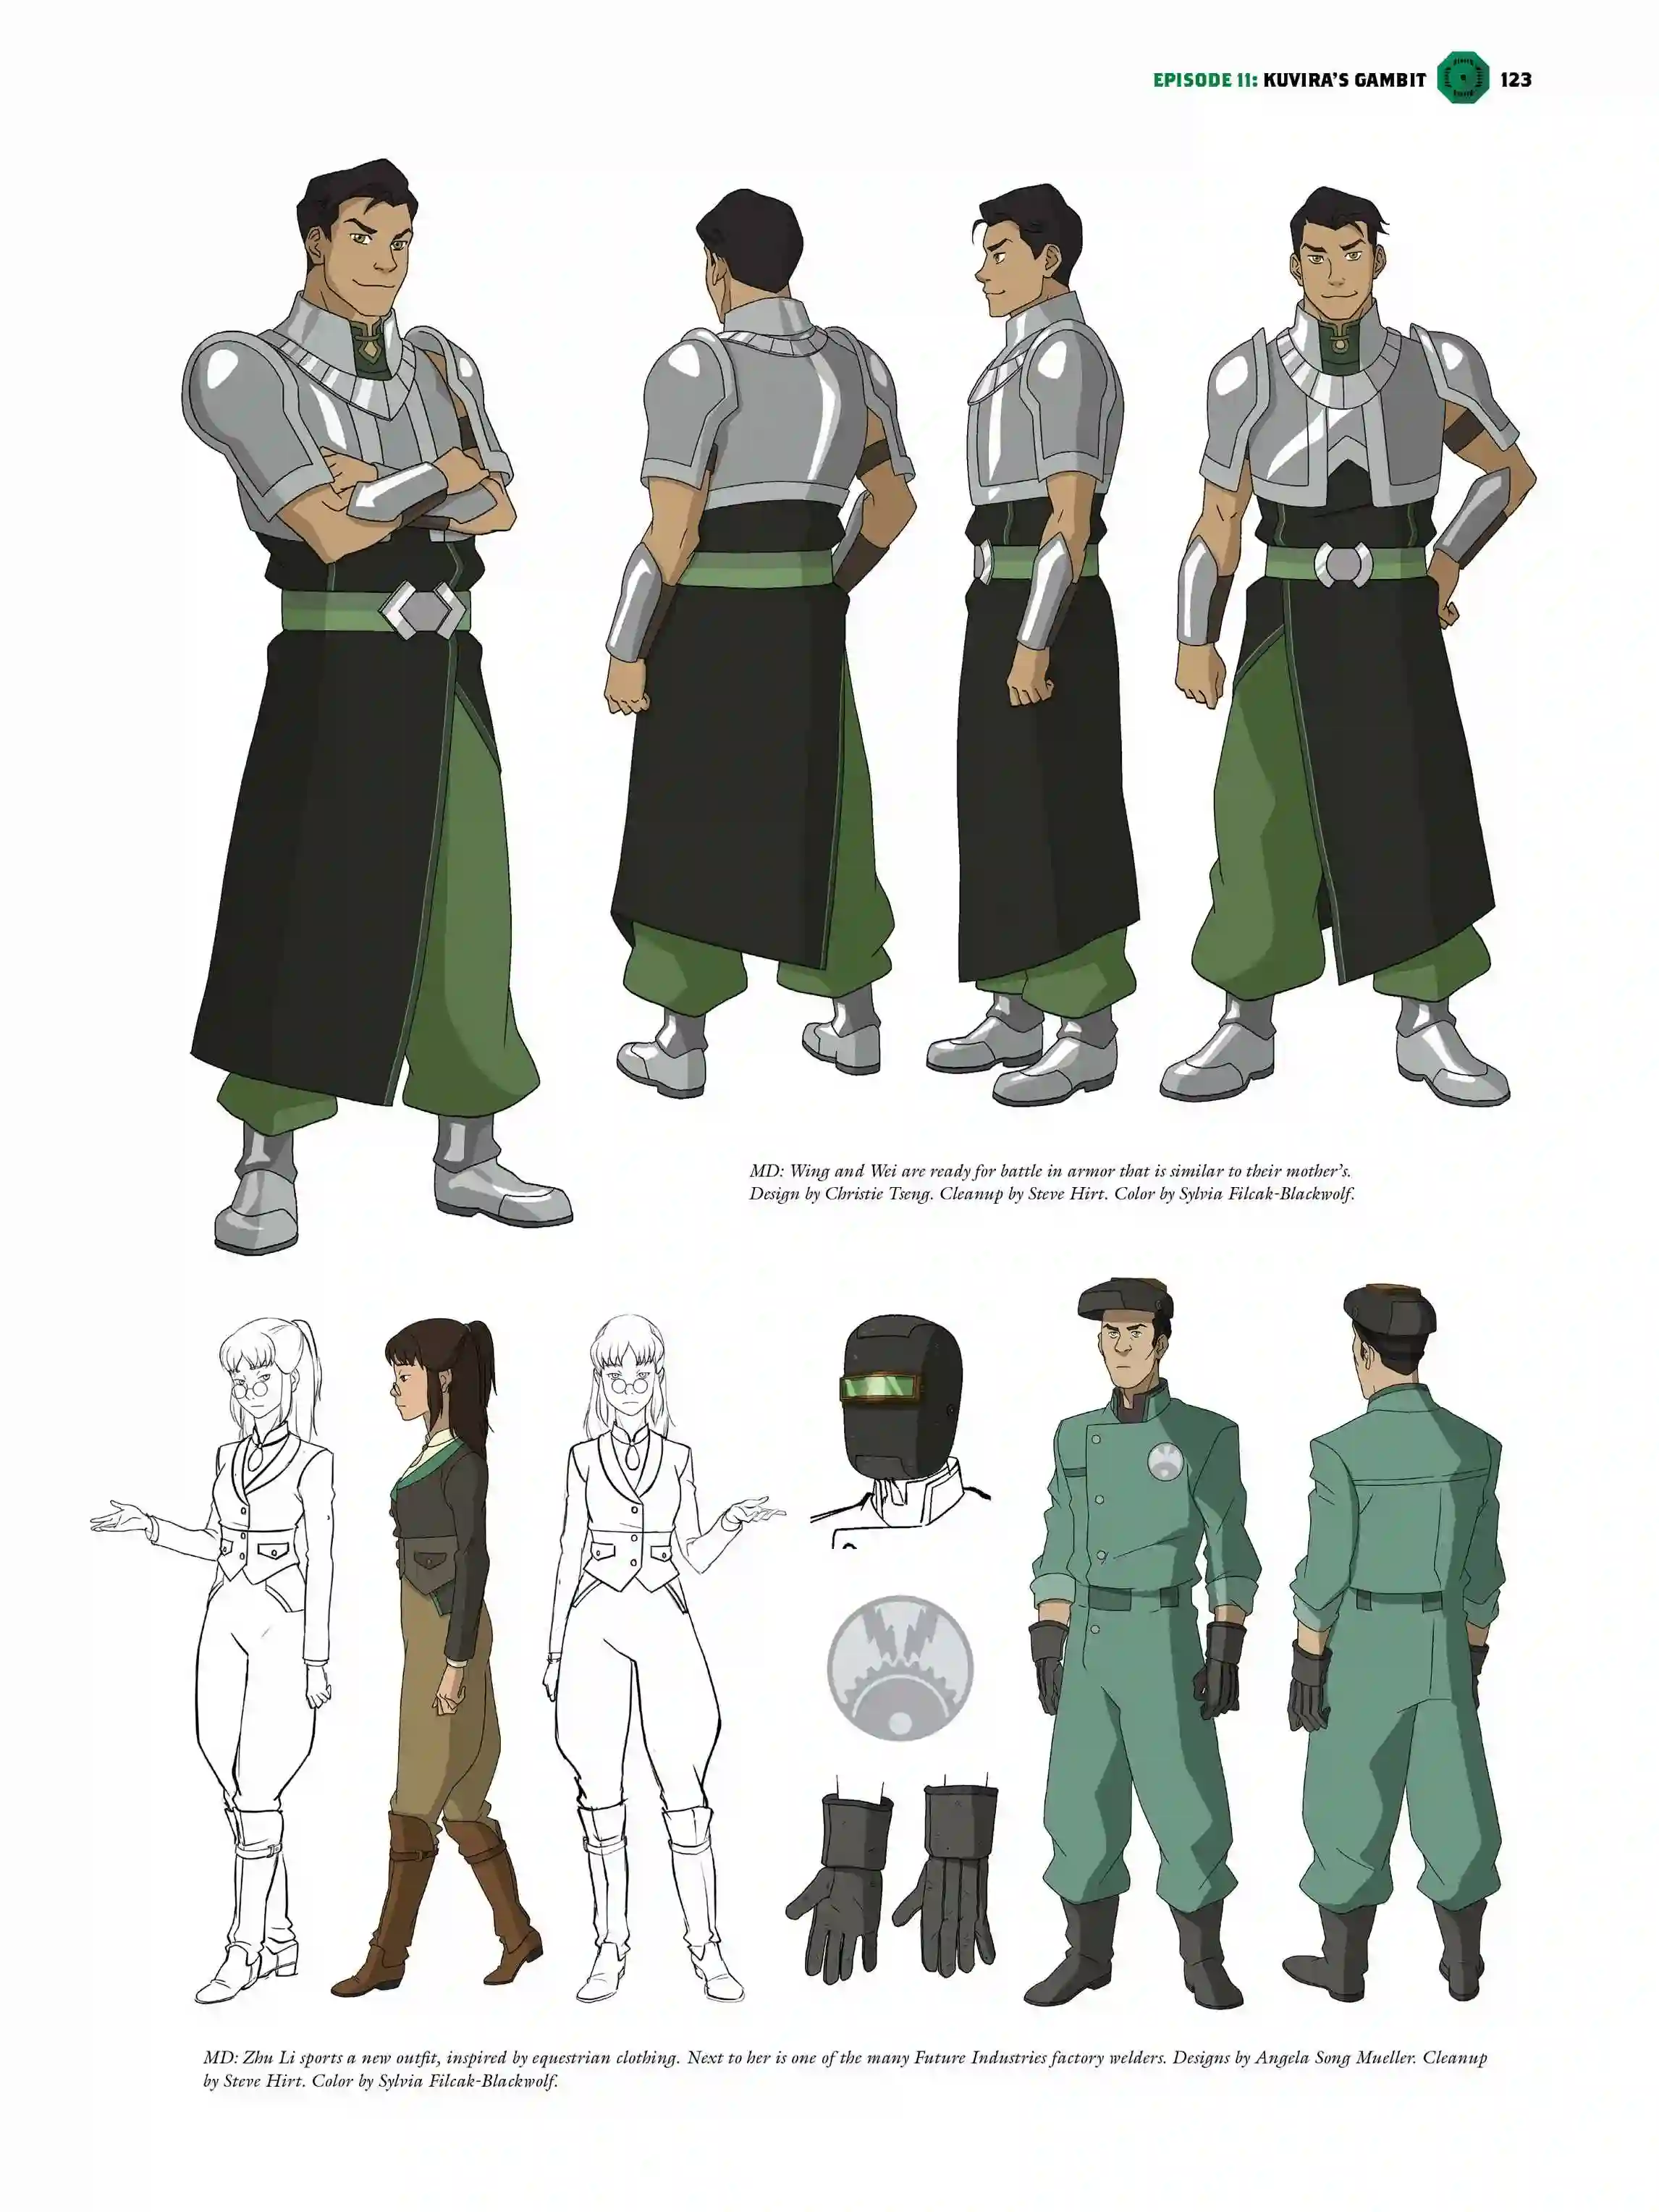 EPISODE 11: KUVIRA'S GAMBIT 123
MD: Wing and Wei are ready for battle in armor that is similar to their mother's.
Design by Christie Tseng. Cleanup by Steve Hirt. Color by Sylvia Filcak-Blackwolf.
MD: Zhu Li sports a new outfit, inspired by equestrian clothing. Next to her is one of the many Future Industries factory welders. Designs by Angela Song Mueller. Cleanup
by Steve Hirt. Color by Sylvia Filcak-Blackwolf.